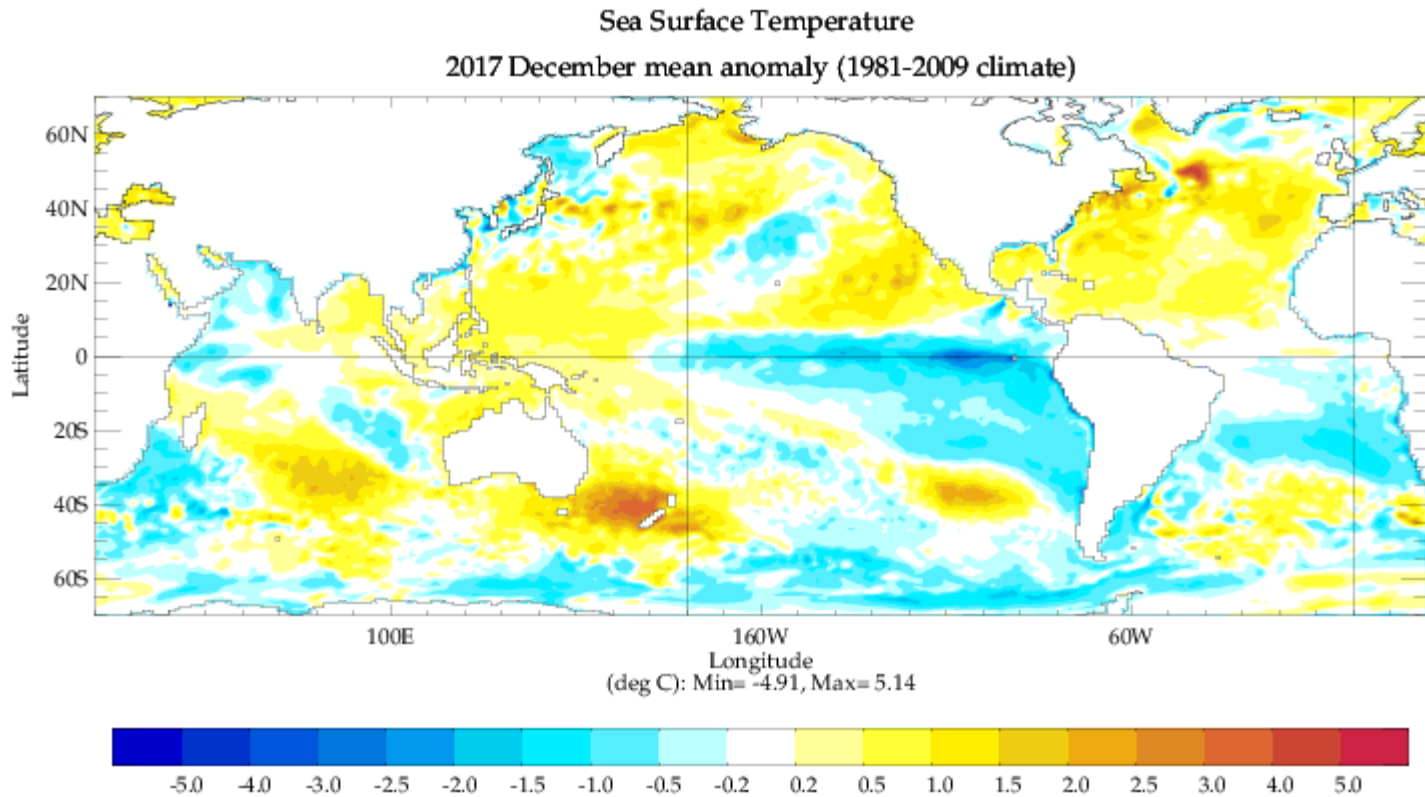 Sea Surface Temperature
2017 December mean anomaly (1981-2009 climate)
60N
40N
20N
0
20S
40S
60S
Latitude
100E 160W 60W
Longitude
(deg C): Min= -4.91, Max= 5.14
-5.0 -4.0 -3.0 -2.5 -2.0 -1.5 -1.0 -0.5 -0.2 0.2 0.5 1.0 1.5 2.0 2.5 3.0 4.0 5.0